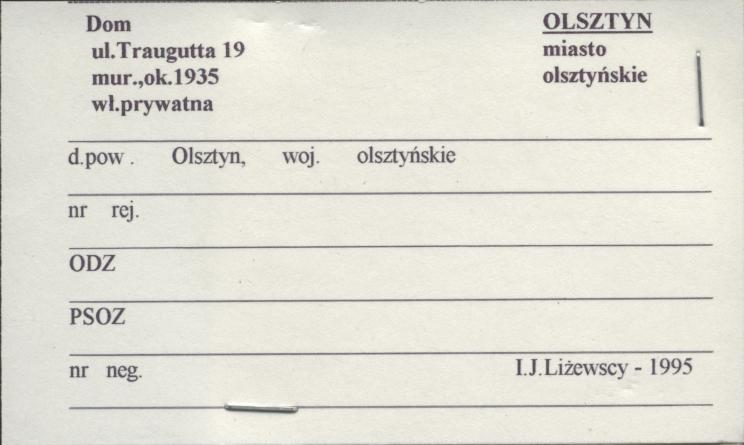 Dom
ul.Traugutta 19
mur.,ok.1935
wł.prywatna
OLSZTYN
miasto
olsztyńskie
d.pow . Olsztyn, woj. olsztyńskie
nr rej.
ODZ
PSOZ
nr neg. I.J.Liżewscy - 1995